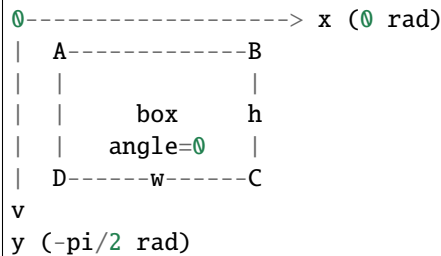 0-------------------> x (0 rad)
|  A-------------B
|  |             |
|  |     box     h
|  |   angle=0   |
|  D------w------C
v
y (-pi/2 rad)